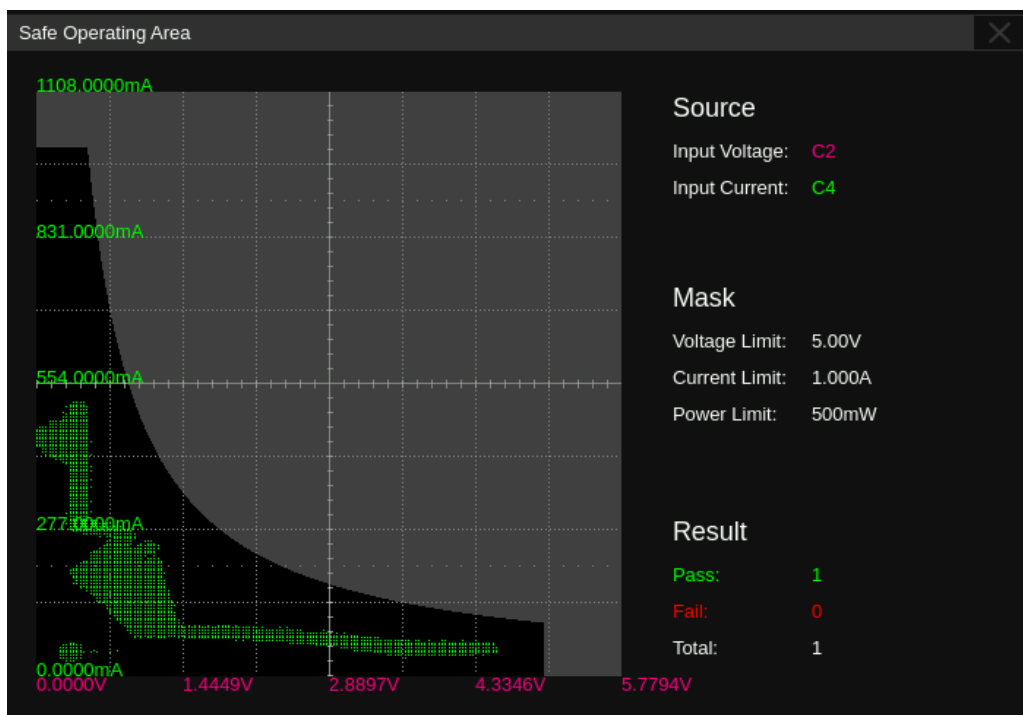 Safe Operating Area
1108.0000mA
831.0000mA
554.0000mA
277.0000mA
0.0000mA
0.0000V 1.4449V 2.8897V 4.3346V 5.7794V
Source
Input Voltage: C2
Input Current: C4
Mask
Voltage Limit: 5.00V
Current Limit: 1.000A
Power Limit: 500mW
Result
Pass: 1
Fail: 0
Total: 1